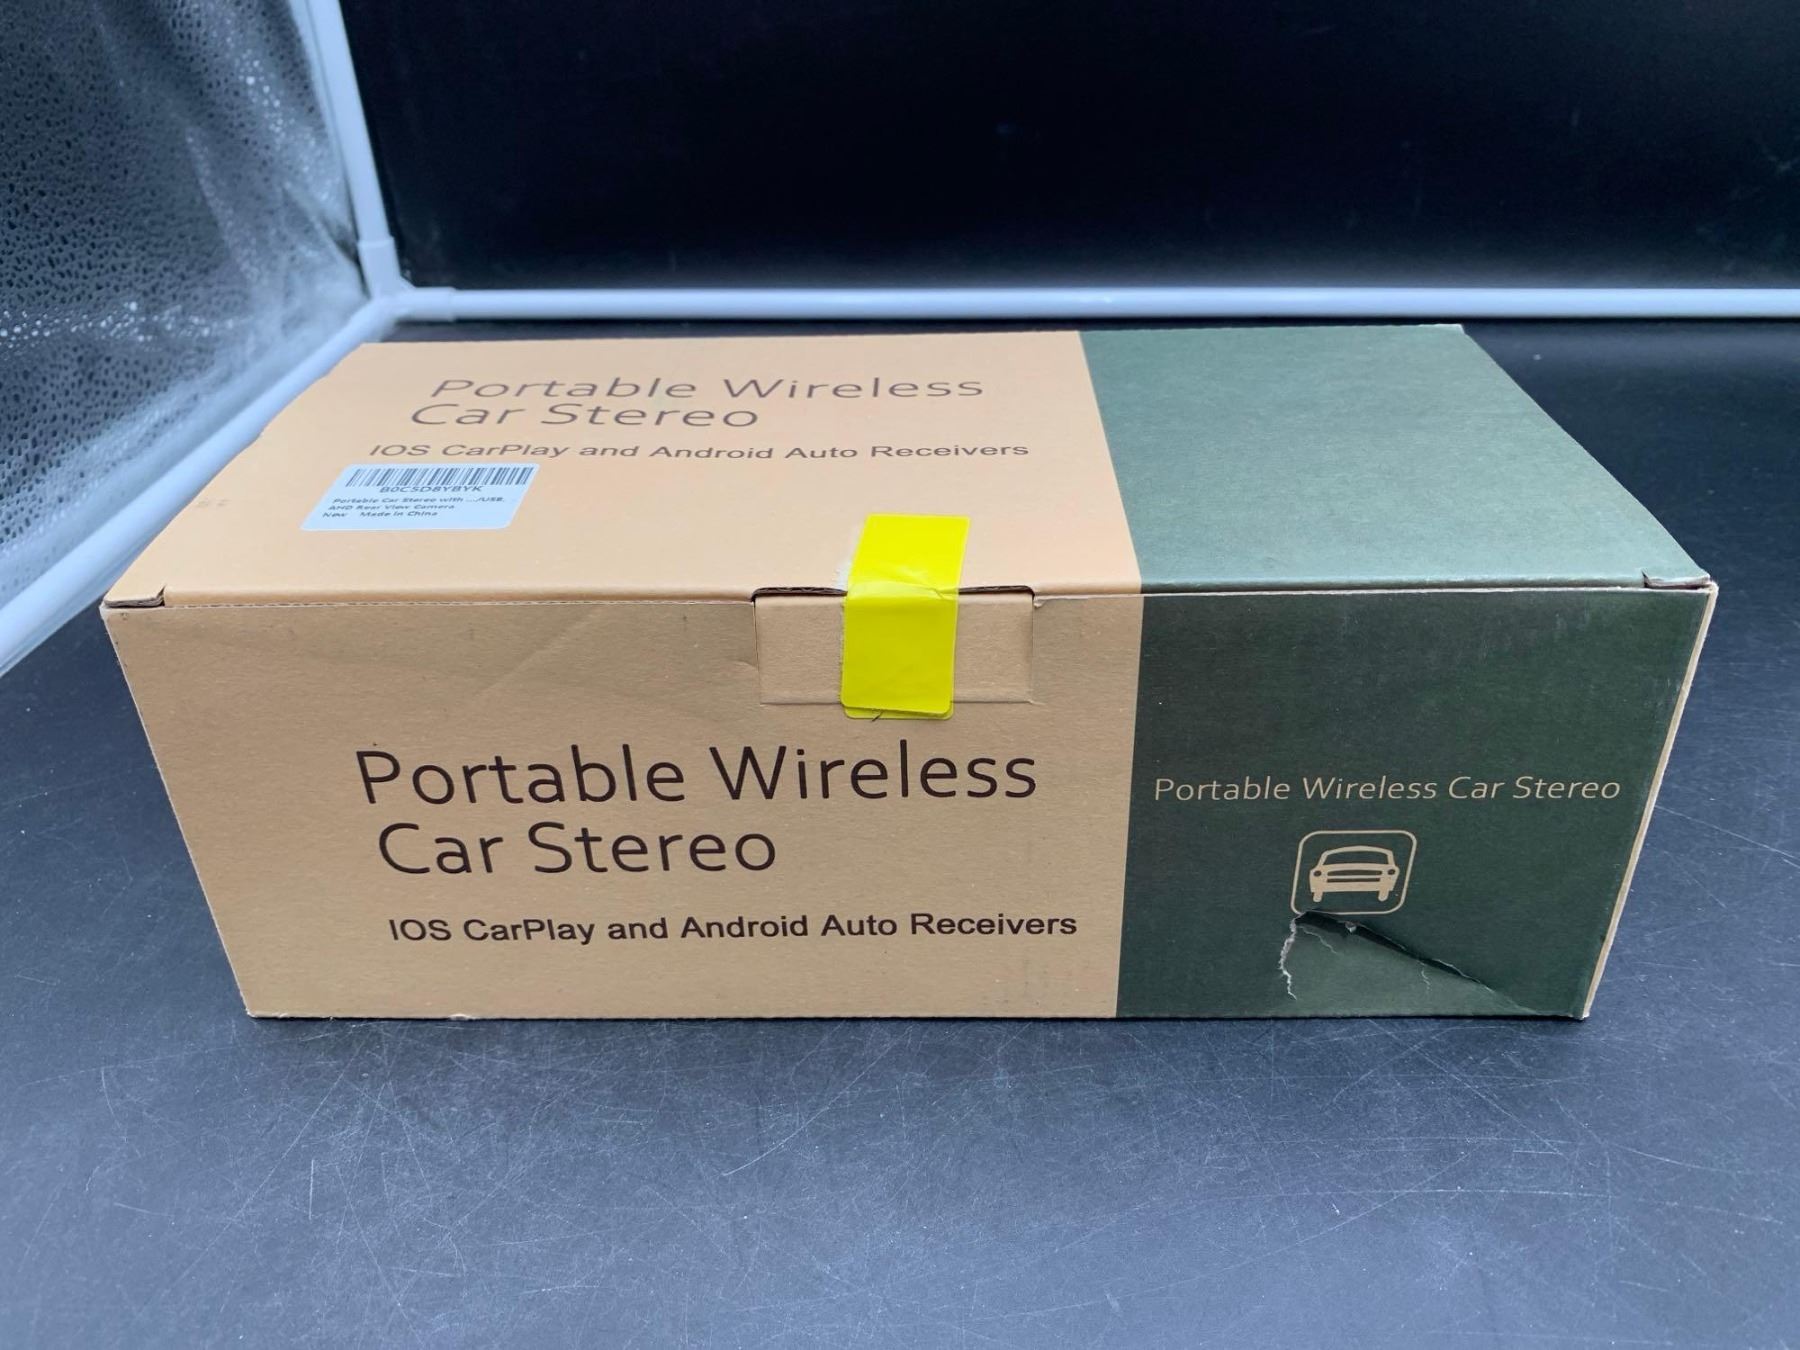 Portable Wireless
Car Stereo
IOS CarPlay and Android Auto Receivers
B0CSD8YBYK
Portable Car Stereo with .../USB,
AHD Rear View Camera
New Made in China
Portable Wireless
Car Stereo
IOS CarPlay and Android Auto Receivers
Portable Wireless Car Stereo